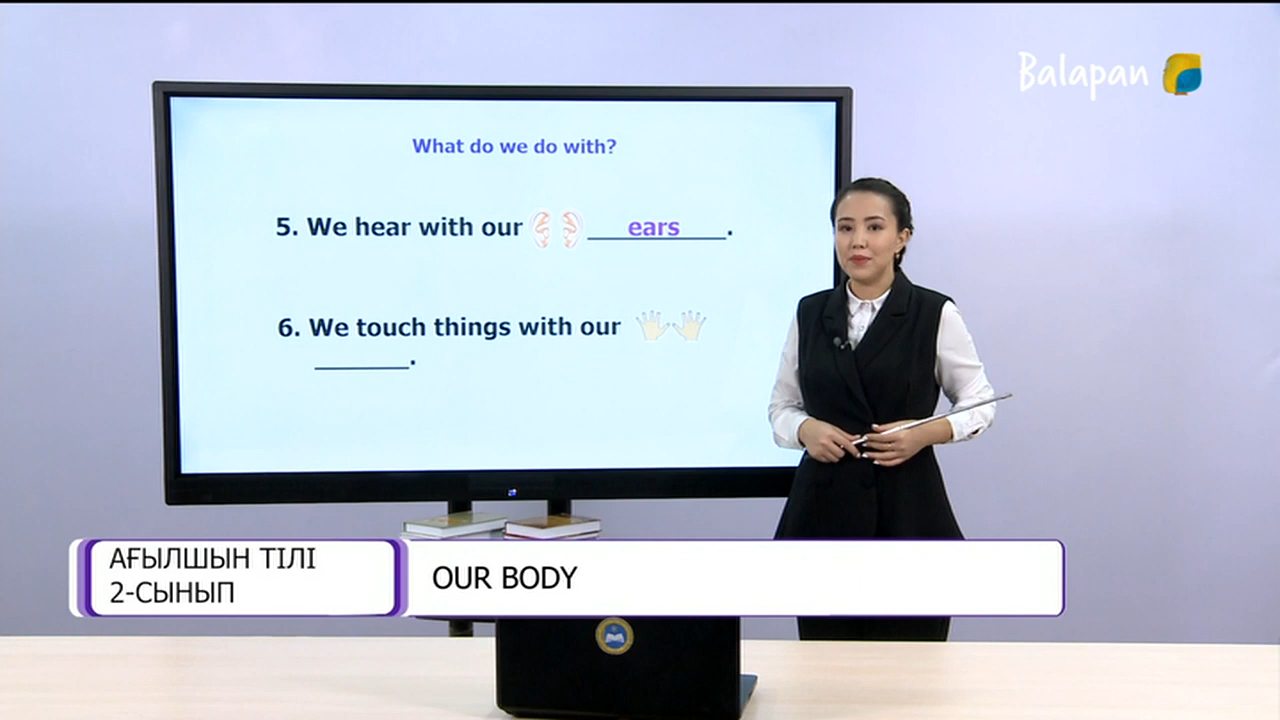 Balapan
What do we do with?
5. We hear with our ears.
6. We touch things with our
______.
АҒЫЛШЫН ТІЛІ
2-СЫНЫП
OUR BODY